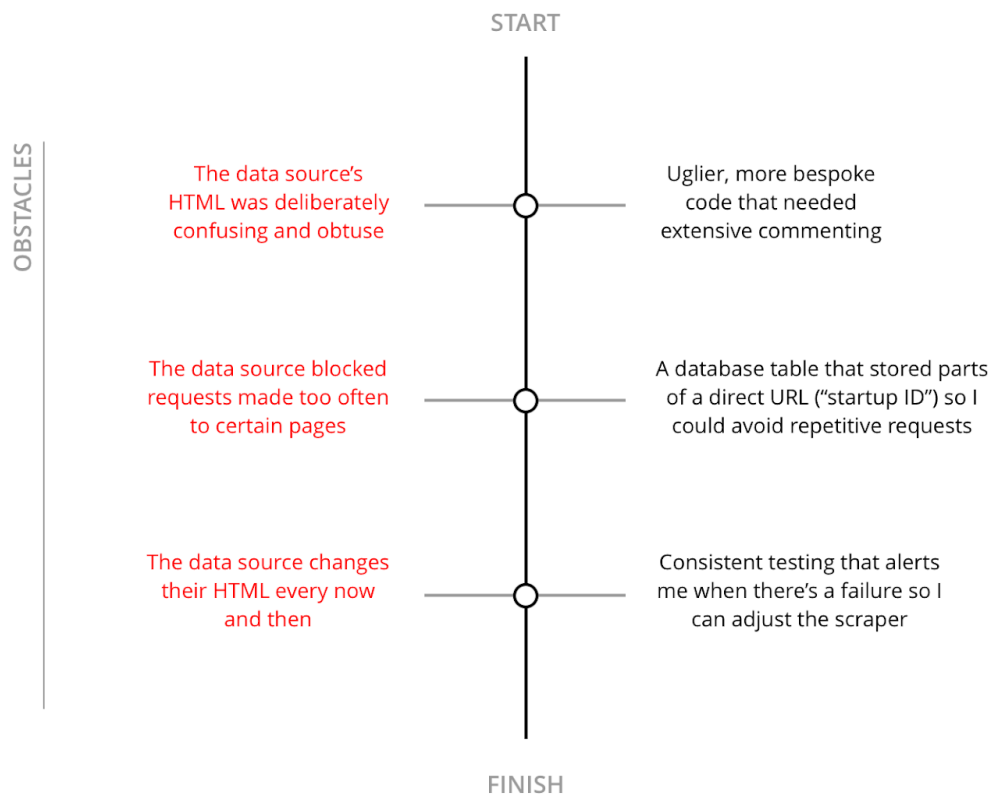 START
OBSTACLES
The data source’s
HTML was deliberately
confusing and obtuse
Uglier, more bespoke
code that needed
extensive commenting
The data source blocked
requests made too often
to certain pages
A database table that stored parts
of a direct URL (“startup ID”) so I
could avoid repetitive requests
The data source changes
their HTML every now
and then
Consistent testing that alerts
me when there’s a failure so I
can adjust the scraper
FINISH